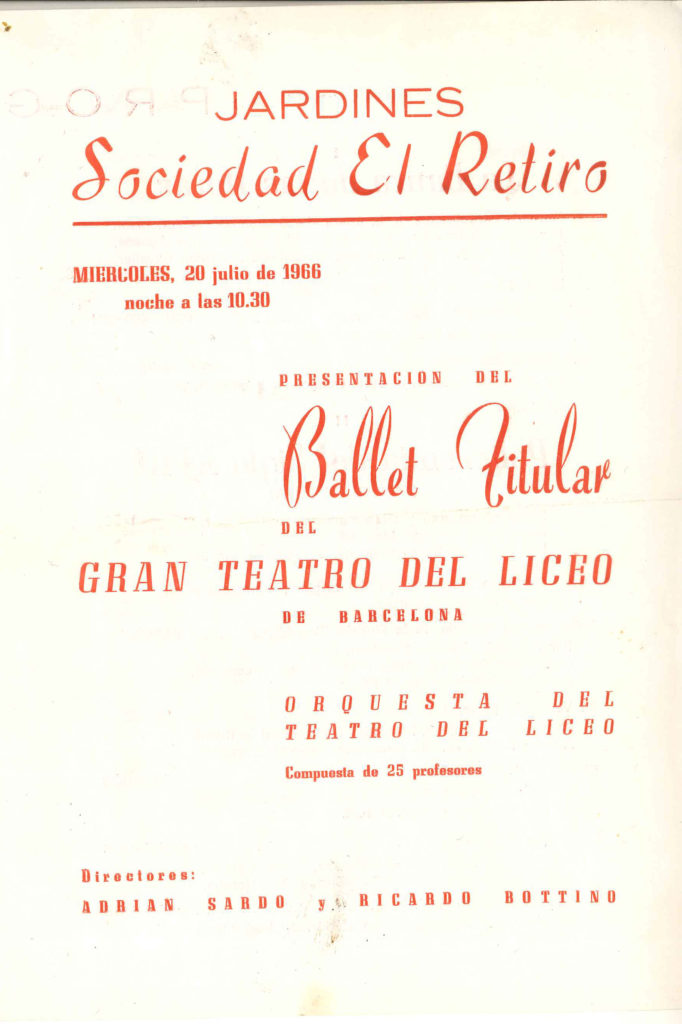 JARDINES
Sociedad El Retiro
MIERCOLES, 20 julio de 1966
noche a las 10.30
PRESENTACION DEL
Ballet Titular
DEL
GRAN TEATRO DEL LICEO
DE BARCELONA
ORQUESTA DEL
TEATRO DEL LICEO
Compuesta de 25 profesores
Directores:
ADRIAN SARDO y RICARDO BOTTINO